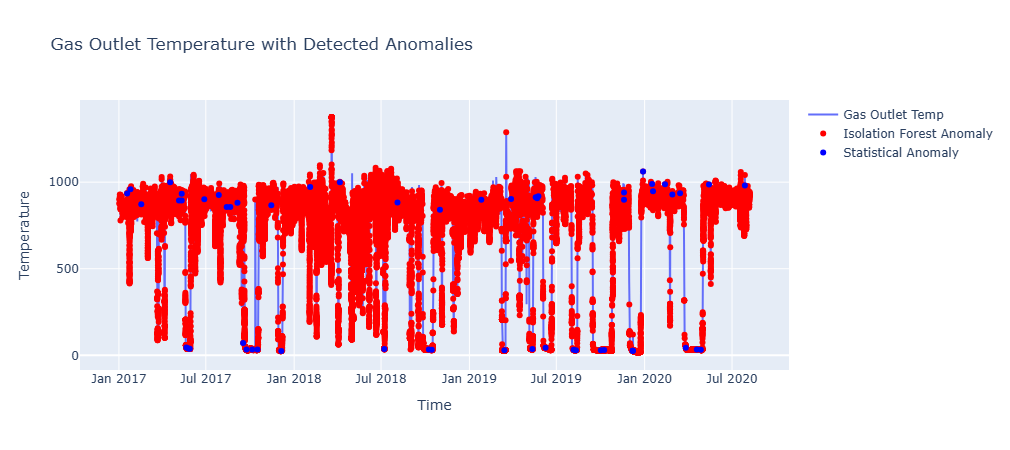 Gas Outlet Temperature with Detected Anomalies
Gas Outlet Temp
Isolation Forest Anomaly
Statistical Anomaly
Temperature
1000
500
0
Jan 2017 Jul 2017 Jan 2018 Jul 2018 Jan 2019 Jul 2019 Jan 2020 Jul 2020
Time